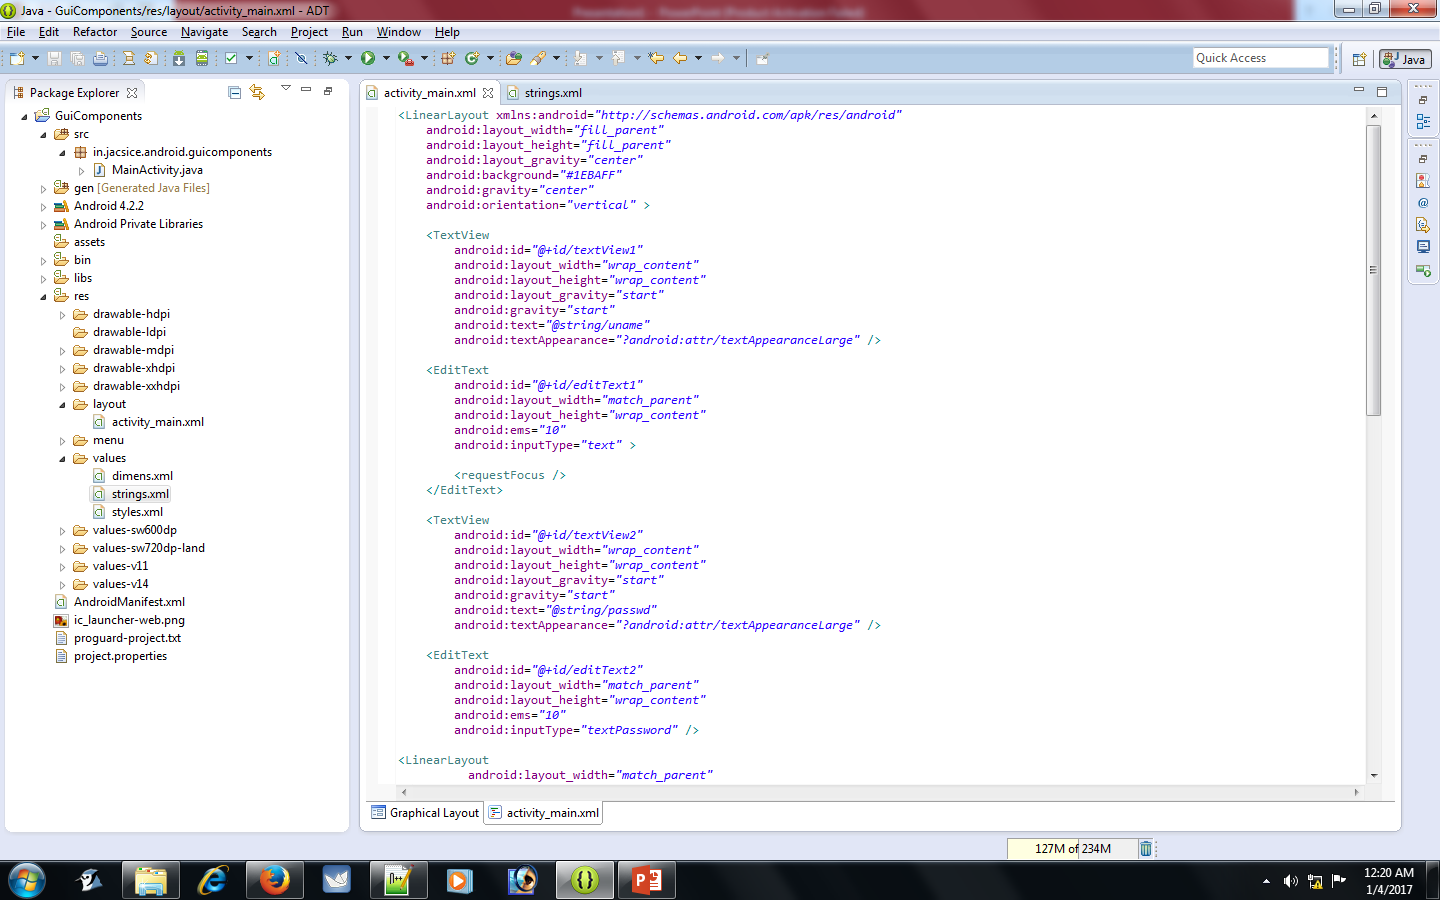 Java - GuiComponents/res/layout/activity_main.xml - ADT
File Edit Refactor Source Navigate Search Project Run Window Help
Quick Access
Java
Package Explorer
activity_main.xml
strings.xml
GuiComponents
src
in.jacsice.android.guicomponents
MainActivity.java
gen [Generated Java Files]
Android 4.2.2
Android Private Libraries
assets
bin
libs
res
drawable-hdpi
drawable-ldpi
drawable-mdpi
drawable-xhdpi
drawable-xxhdpi
layout
activity_main.xml
menu
values
dimens.xml
strings.xml
styles.xml
values-sw600dp
values-sw720dp-land
values-v11
values-v14
AndroidManifest.xml
ic_launcher-web.png
proguard-project.txt
project.properties
<LinearLayout xmlns:android="http://schemas.android.com/apk/res/android"
android:layout_width="fill_parent"
android:layout_height="fill_parent"
android:layout_gravity="center"
android:background="#1EBAFF"
android:gravity="center"
android:orientation="vertical" >
<TextView
android:id="@+id/textView1"
android:layout_width="wrap_content"
android:layout_height="wrap_content"
android:layout_gravity="start"
android:gravity="start"
android:text="@string/uname"
android:textAppearance="?android:attr/textAppearanceLarge" />
<EditText
android:id="@+id/editText1"
android:layout_width="match_parent"
android:layout_height="wrap_content"
android:ems="10"
android:inputType="text" >
<requestFocus />
</EditText>
<TextView
android:id="@+id/textView2"
android:layout_width="wrap_content"
android:layout_height="wrap_content"
android:layout_gravity="start"
android:gravity="start"
android:text="@string/passwd"
android:textAppearance="?android:attr/textAppearanceLarge" />
<EditText
android:id="@+id/editText2"
android:layout_width="match_parent"
android:layout_height="wrap_content"
android:ems="10"
android:inputType="textPassword" />
<LinearLayout
android:layout_width="match_parent"
Graphical Layout
activity_main.xml
127M of 234M
12:20 AM
1/4/2017